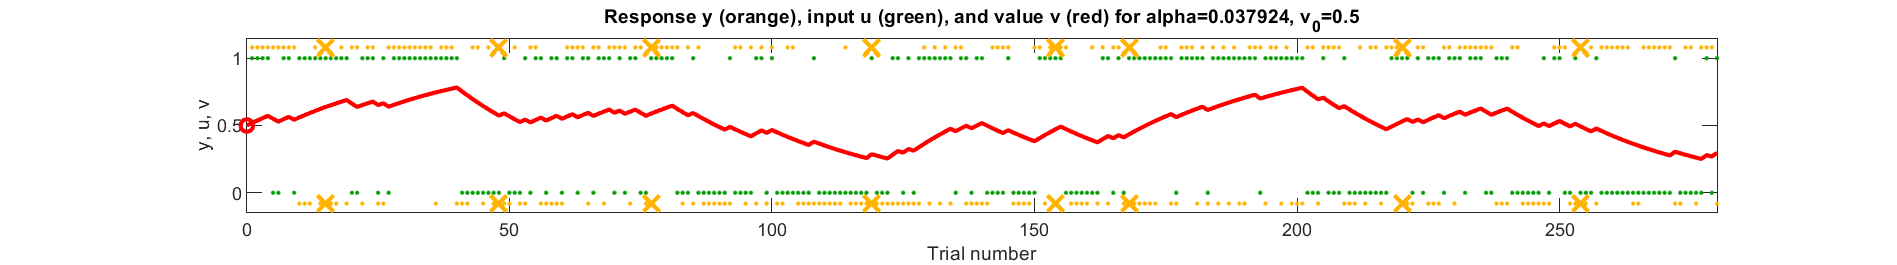 Response y (orange), input u (green), and value v (red) for alpha=0.037924, v0=0.5
y, u, v
1
0.5
0
0 50 100 150 200 250
Trial number